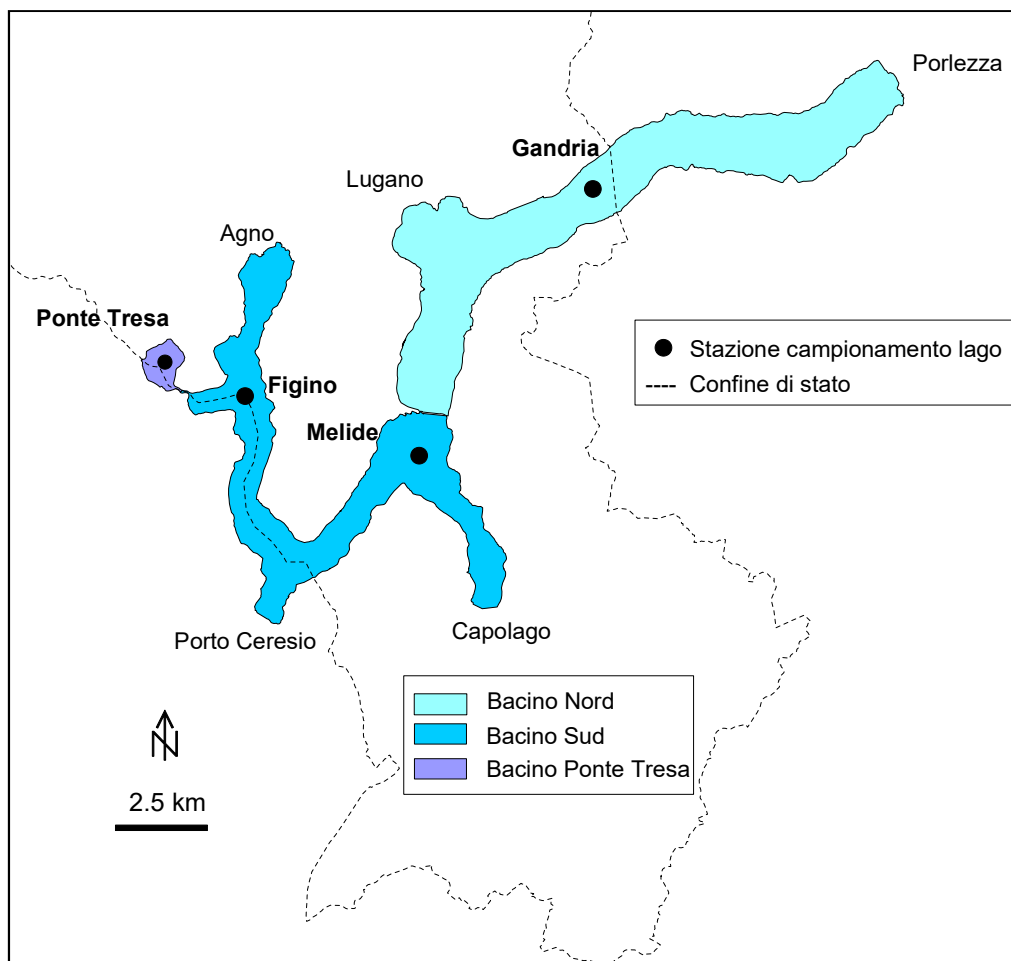 Porlezza
Gandria
Lugano
Agno
Ponte Tresa
Figino
Melide
Stazione campionamento lago
Confine di stato
Porto Ceresio
Capolago
Bacino Nord
Bacino Sud
Bacino Ponte Tresa
N
2.5 km